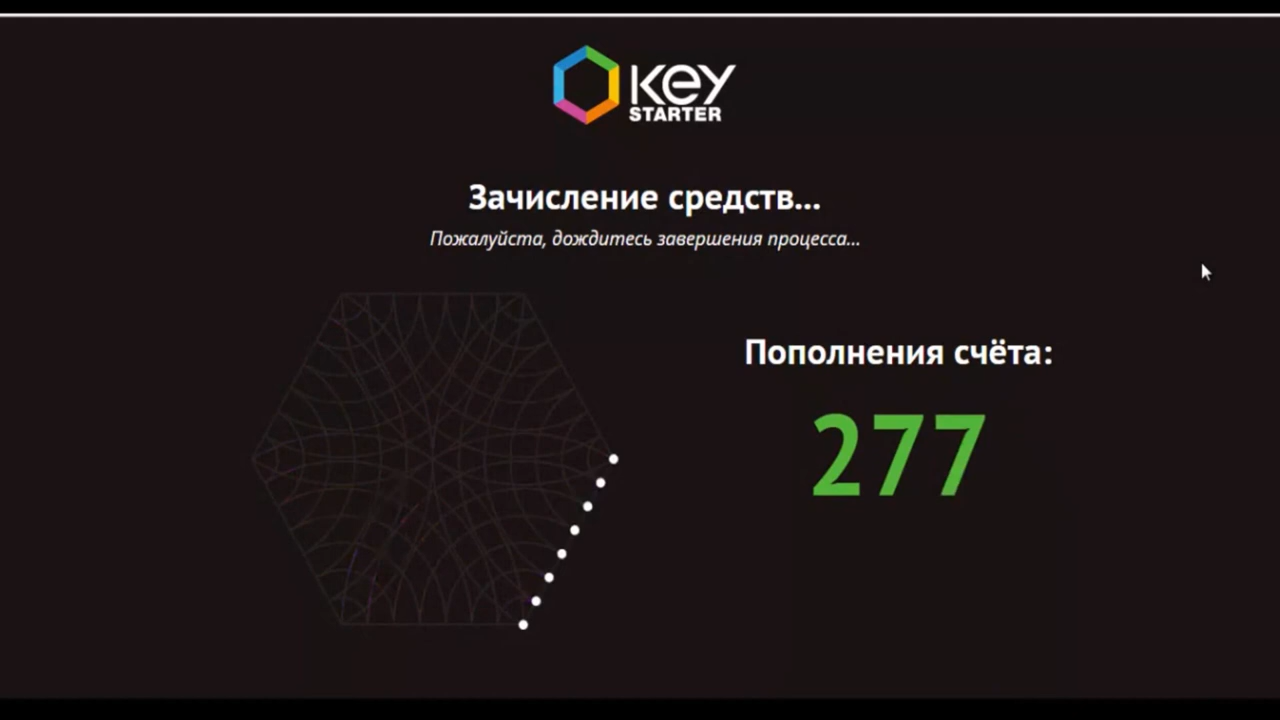 KeY
STARTER
Зачисление средств...
Пожалуйста, дождитесь завершения процесса...
Пополнения счёта:
277